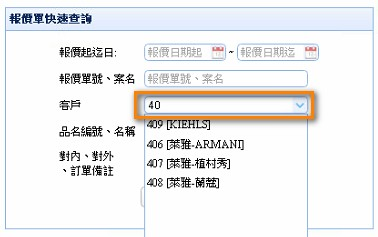 報價單快速查詢
報價起迄日: 報價日期起 ~ 報價日期迄
報價單號、案名 報價單號、案名
客戶 40
409 [KIEHLS]
品名編號、名稱 406 [萊雅-ARMANI]
對內、對外 407 [萊雅-植村秀]
、訂單備註 408 [萊雅-蘭蔻]